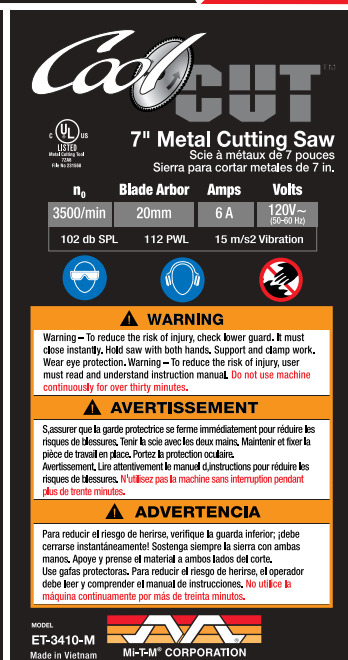 Cool
CUT™
C UL US
LISTED
Metal Cutting Tool
72A0
File No 231568
7" Metal Cutting Saw
Scie à métaux de 7 pouces
Sierra para cortar metales de 7 in.
n₀ Blade Arbor Amps Volts
3500/min 20mm 6 A 120V~
(50-60 Hz)
102 db SPL 112 PWL 15 m/s2 Vibration
WARNING
Warning – To reduce the risk of injury, check lower guard. It must
close instantly. Hold saw with both hands. Support and clamp work.
Wear eye protection. Warning – To reduce the risk of injury, user
must read and understand instruction manual. Do not use machine
continuously for over thirty minutes.
AVERTISSEMENT
S,assurer que la garde protectrice se ferme immédiatement pour réduire les
risques de blessures. Tenir la scie avec les deux mains. Maintenir et fixer la
pièce de travail en place. Portez la protection oculaire.
Avertissement. Lire attentivement le manuel d,instructions pour réduire les
risques de blessures. N'utilisez pas la machine sans interruption pendant
plus de trente minutes.
ADVERTENCIA
Para reducir el riesgo de herirse, verifique la guarda inferior; ¡debe
cerrarse instantáneamente! Sostenga siempre la sierra con ambas
manos. Apoye y prense el material a ambos lados del corte.
Use gafas protectoras. Para reducir el riesgo de herirse, el operador
debe leer y comprender el manual de instrucciones. No utilice la
máquina continuamente por más de treinta minutos.
MODEL
ET-3410-M
Made in Vietnam
Mi-T-M® CORPORATION